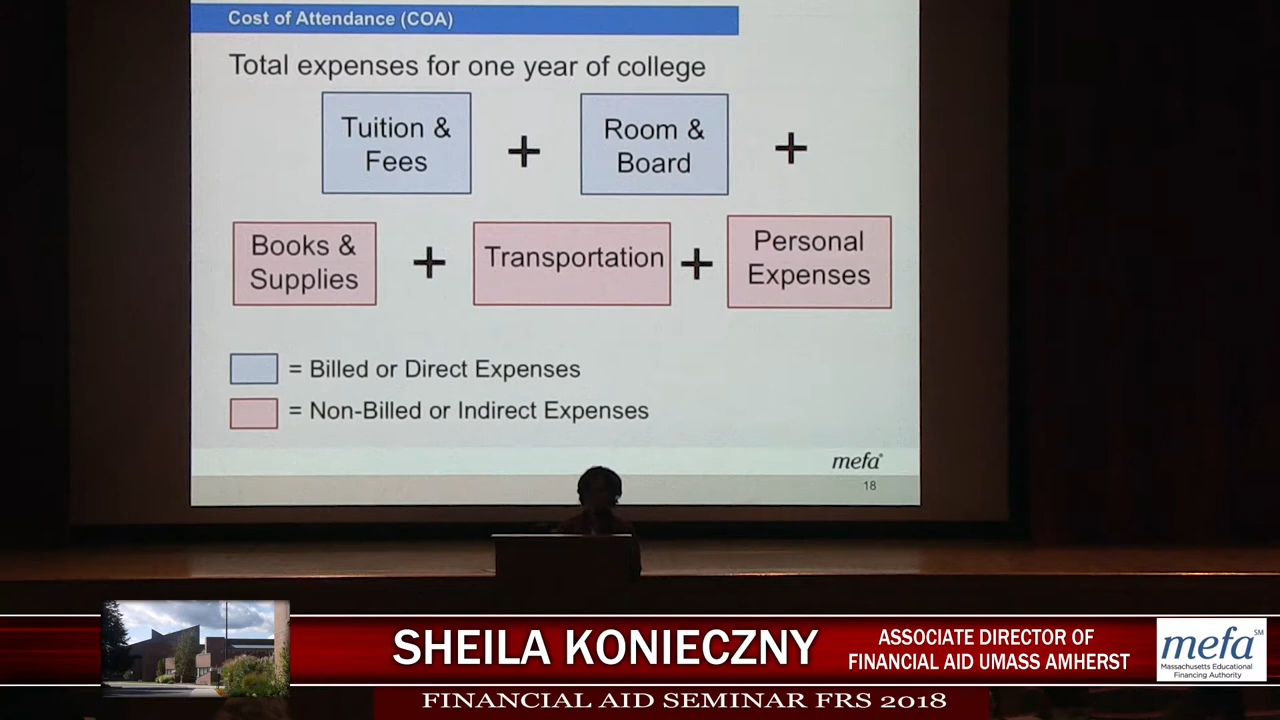 Cost of Attendance (COA)
Total expenses for one year of college
Tuition &
Fees
+
Room &
Board
+
Books &
Supplies
+
Transportation
+
Personal
Expenses
= Billed or Direct Expenses
= Non-Billed or Indirect Expenses
mefa®
18
SHEILA KONIECZNY
ASSOCIATE DIRECTOR OF
FINANCIAL AID UMASS AMHERST
mefa℠
Massachusetts Educational
Financing Authority
FINANCIAL AID SEMINAR FRS 2018